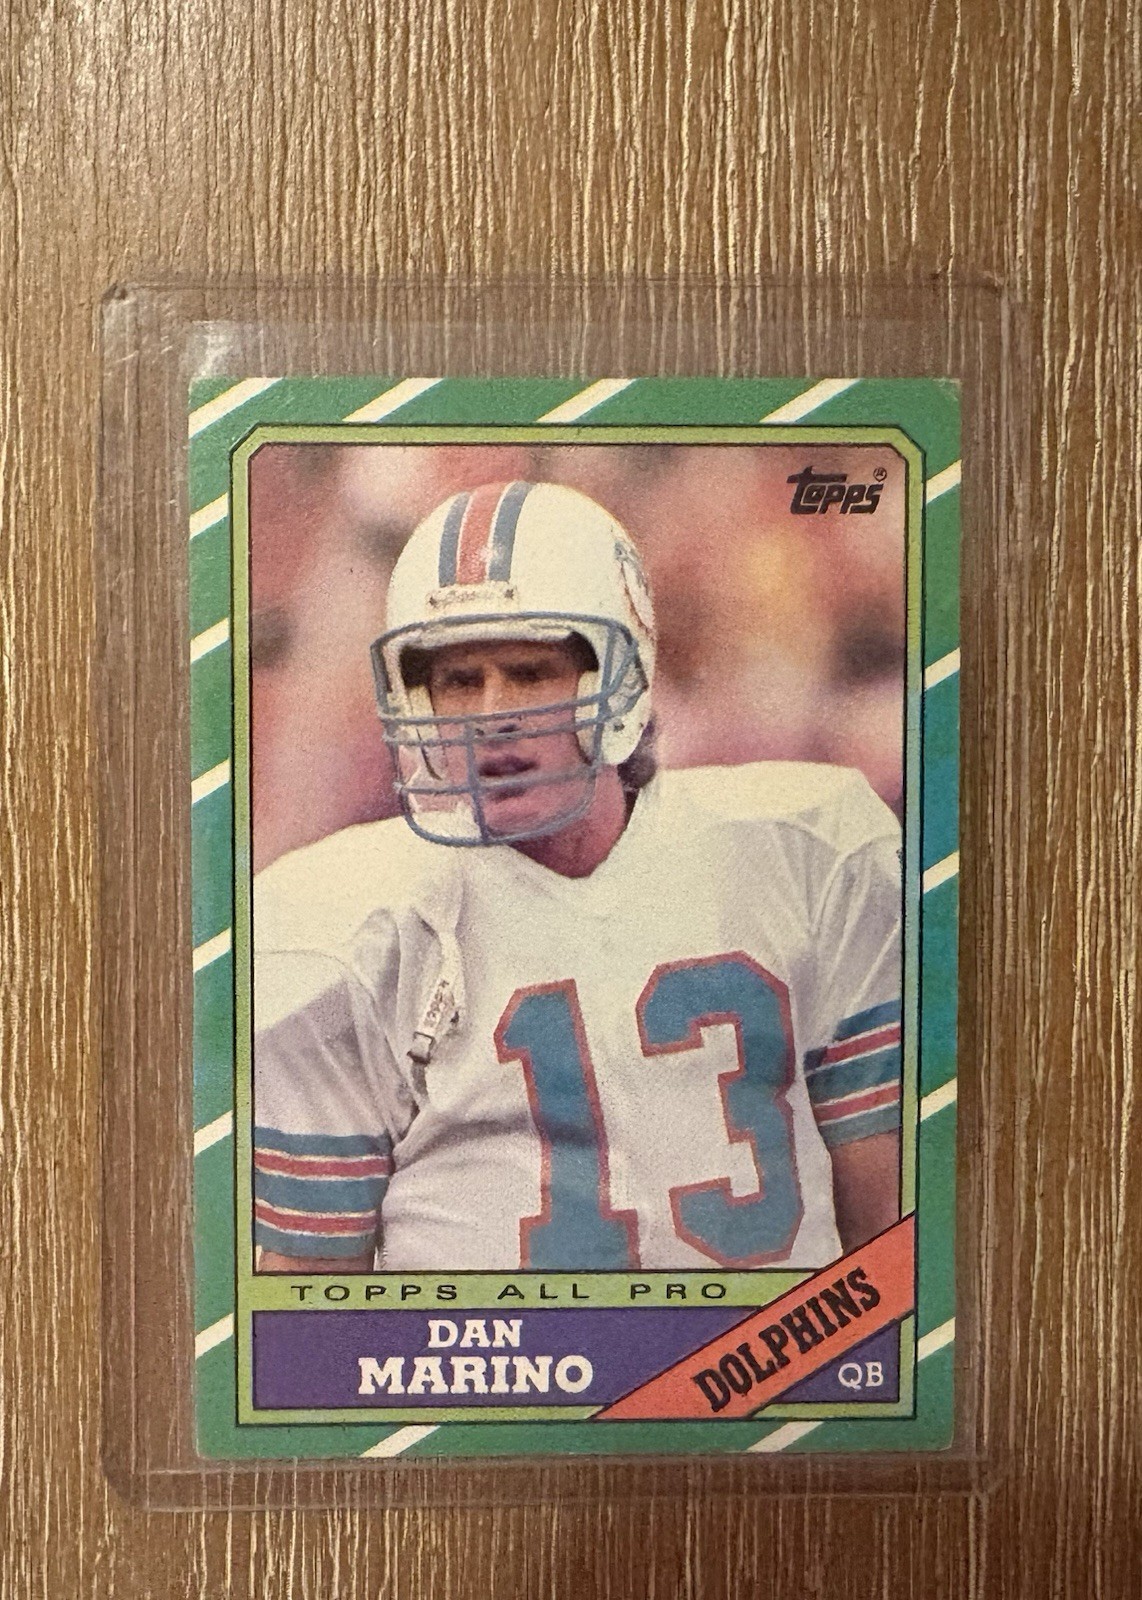 Topps®
13
TOPPS ALL PRO
DAN
MARINO
DOLPHINS
QB